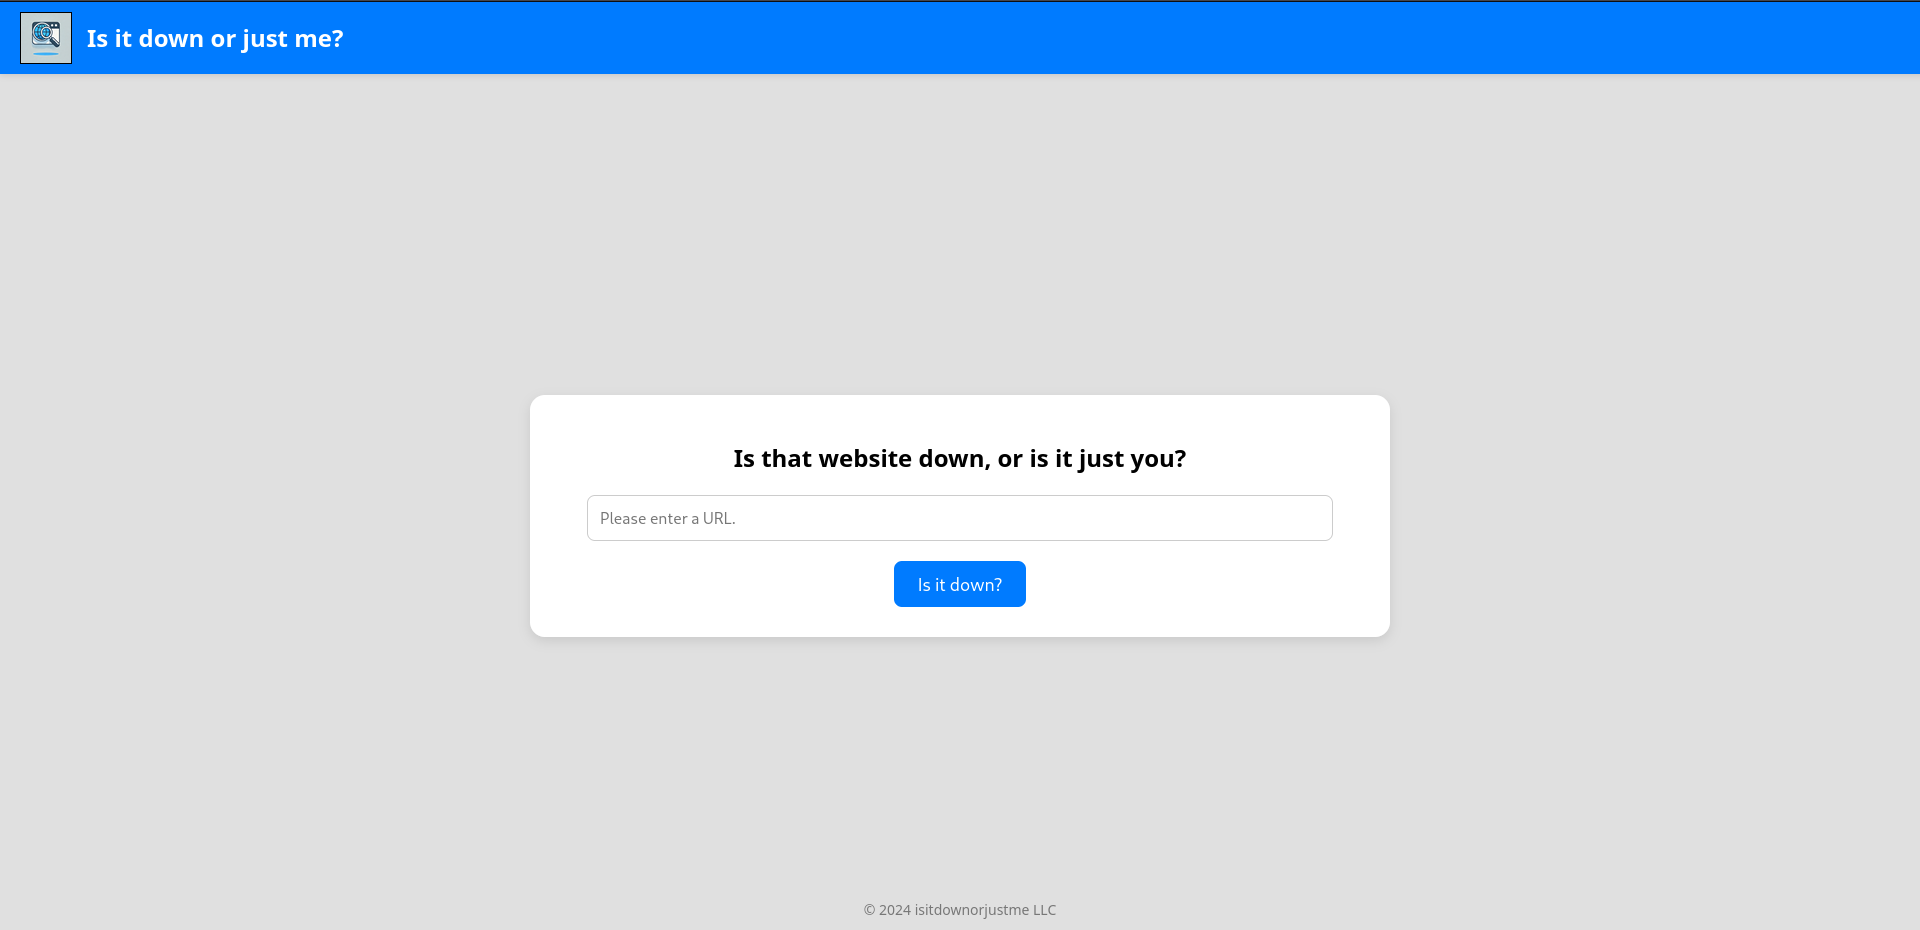 Is it down or just me?
Is that website down, or is it just you?
Please enter a URL.
Is it down?
© 2024 isitdownorjustme LLC